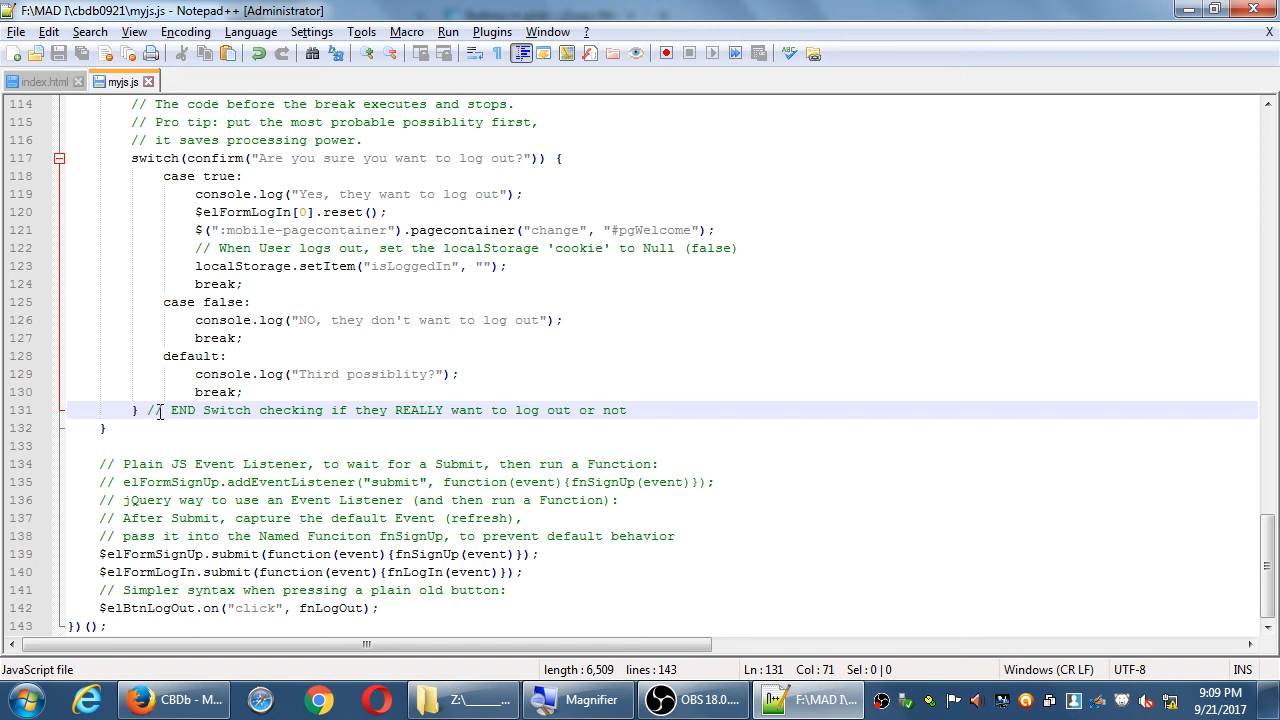 F:\MAD I\cbdb0921\myjs.js - Notepad++ [Administrator]
File Edit Search View Encoding Language Settings Tools Macro Run Plugins Window ? X
index.html myjs.js
114 // The code before the break executes and stops.
115 // Pro tip: put the most probable possiblity first,
116 // it saves processing power.
117 switch(confirm("Are you sure you want to log out?")) {
118 case true:
119 console.log("Yes, they want to log out");
120 $elFormLogIn[0].reset();
121 $(":mobile-pagecontainer").pagecontainer("change", "#pgWelcome");
122 // When User logs out, set the localStorage 'cookie' to Null (false)
123 localStorage.setItem("isLoggedIn", "");
124 break;
125 case false:
126 console.log("NO, they don't want to log out");
127 break;
128 default:
129 console.log("Third possiblity?");
130 break;
131 } // END Switch checking if they REALLY want to log out or not
132 }
133
134 // Plain JS Event Listener, to wait for a Submit, then run a Function:
135 // elFormSignUp.addEventListener("submit", function(event){fnSignUp(event)});
136 // jQuery way to use an Event Listener (and then run a Function):
137 // After Submit, capture the default Event (refresh),
138 // pass it into the Named Funciton fnSignUp, to prevent default behavior
139 $elFormSignUp.submit(function(event){fnSignUp(event)});
140 $elFormLogIn.submit(function(event){fnLogIn(event)});
141 // Simpler syntax when pressing a plain old button:
142 $elBtnLogOut.on("click", fnLogOut);
143 })();
JavaScript file length : 6,509 lines : 143 Ln : 131 Col : 71 Sel : 0 | 0 Windows (CR LF) UTF-8 INS
CBDb - M... Z:\_____... Magnifier OBS 18.0.... F:\MAD I\... 9:09 PM
9/21/2017